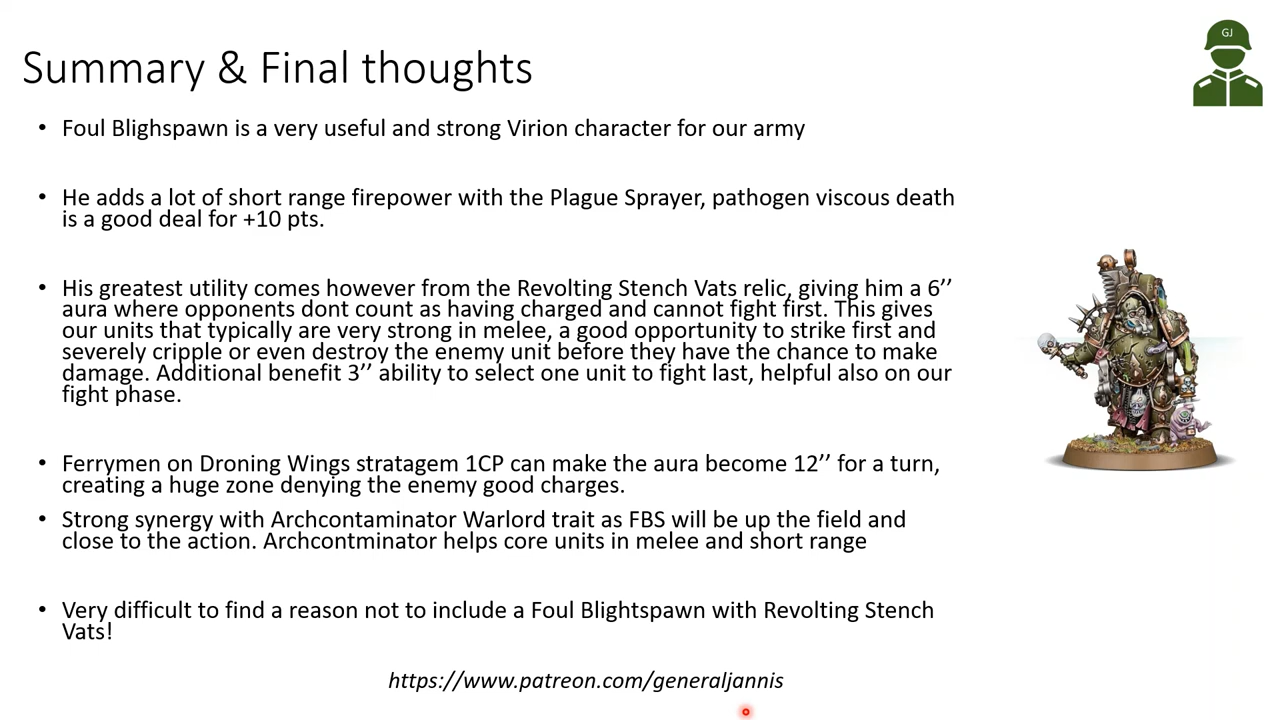 GJ
Summary & Final thoughts
• Foul Blighspawn is a very useful and strong Virion character for our army
• He adds a lot of short range firepower with the Plague Sprayer, pathogen viscous death
is a good deal for +10 pts.
• His greatest utility comes however from the Revolting Stench Vats relic, giving him a 6’’
aura where opponents dont count as having charged and cannot fight first. This gives
our units that typically are very strong in melee, a good opportunity to strike first and
severely cripple or even destroy the enemy unit before they have the chance to make
damage. Additional benefit 3’’ ability to select one unit to fight last, helpful also on our
fight phase.
• Ferrymen on Droning Wings stratagem 1CP can make the aura become 12’’ for a turn,
creating a huge zone denying the enemy good charges.
• Strong synergy with Archcontaminator Warlord trait as FBS will be up the field and
close to the action. Archcontminator helps core units in melee and short range
• Very difficult to find a reason not to include a Foul Blightspawn with Revolting Stench
Vats!
https://www.patreon.com/generaljannis